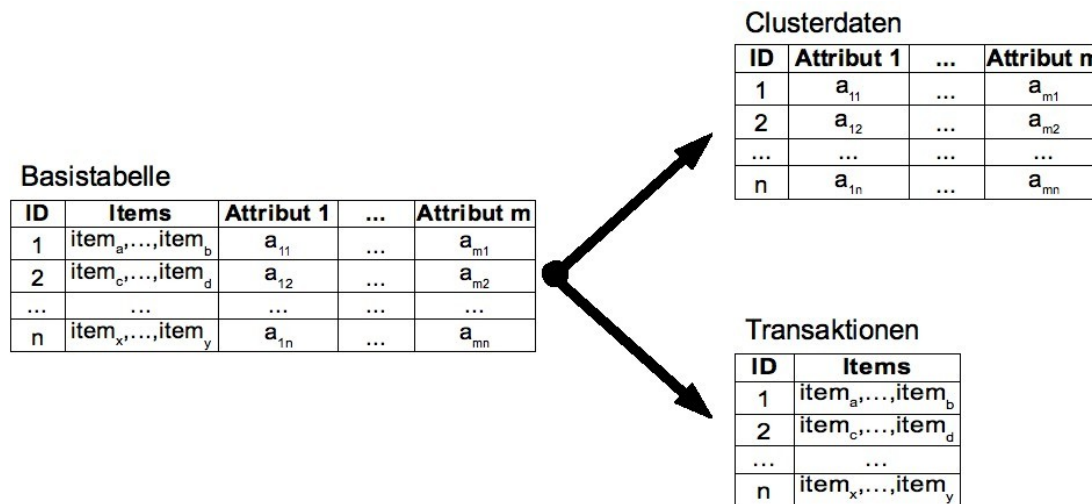 Clusterdaten
ID Attribut 1 ... Attribut m
1 a11 ... am1
2 a12 ... am2
... ... ... ...
n a1n ... amn
Basistabelle
ID Items Attribut 1 ... Attribut m
1 itema,...,itemb a11 ... am1
2 itemc,...,itemd a12 ... am2
... ... ... ... ...
n itemx,...,itemy a1n ... amn
Transaktionen
ID Items
1 itema,...,itemb
2 itemc,...,itemd
... ...
n itemx,...,itemy